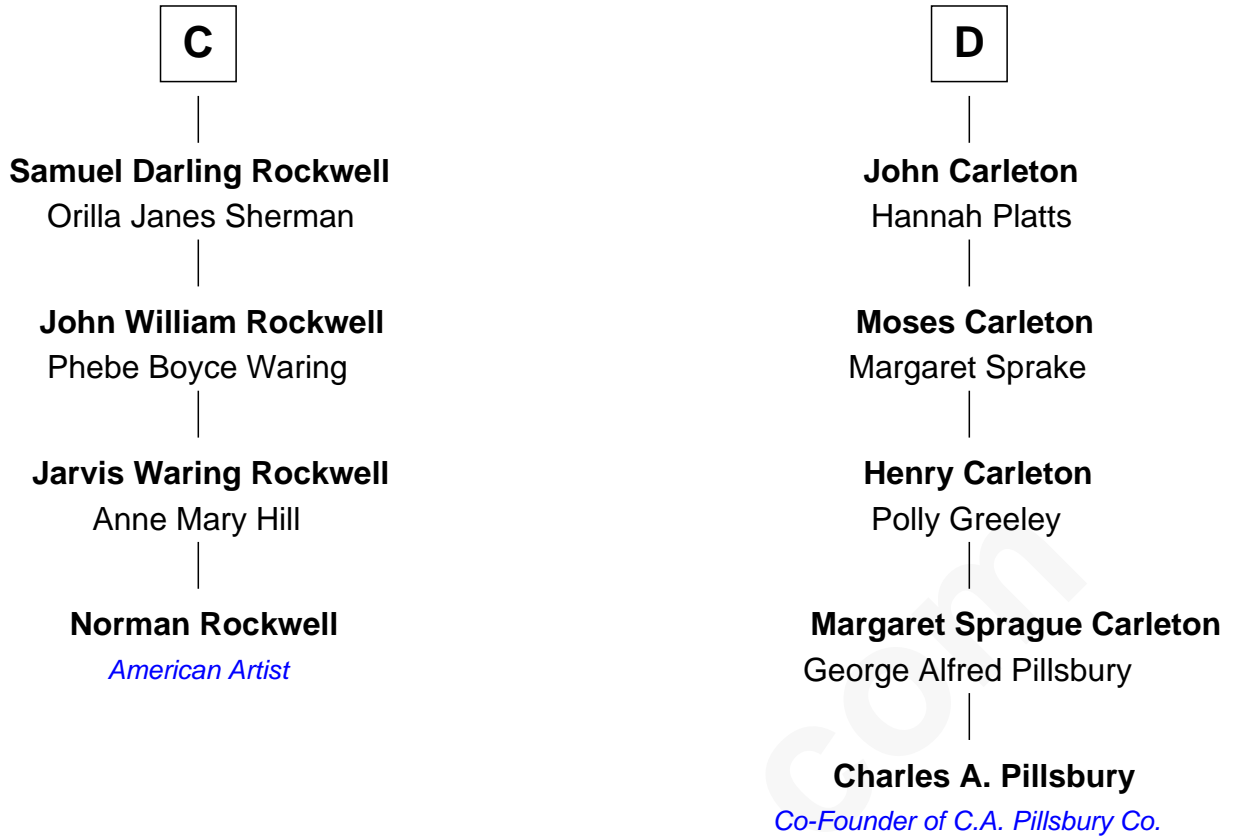 C
Samuel Darling Rockwell
Orilla Janes Sherman
John William Rockwell
Phebe Boyce Waring
Jarvis Waring Rockwell
Anne Mary Hill
Norman Rockwell
American Artist
D
John Carleton
Hannah Platts
Moses Carleton
Margaret Sprake
Henry Carleton
Polly Greeley
Margaret Sprague Carleton
George Alfred Pillsbury
Charles A. Pillsbury
Co-Founder of C.A. Pillsbury Co.
com